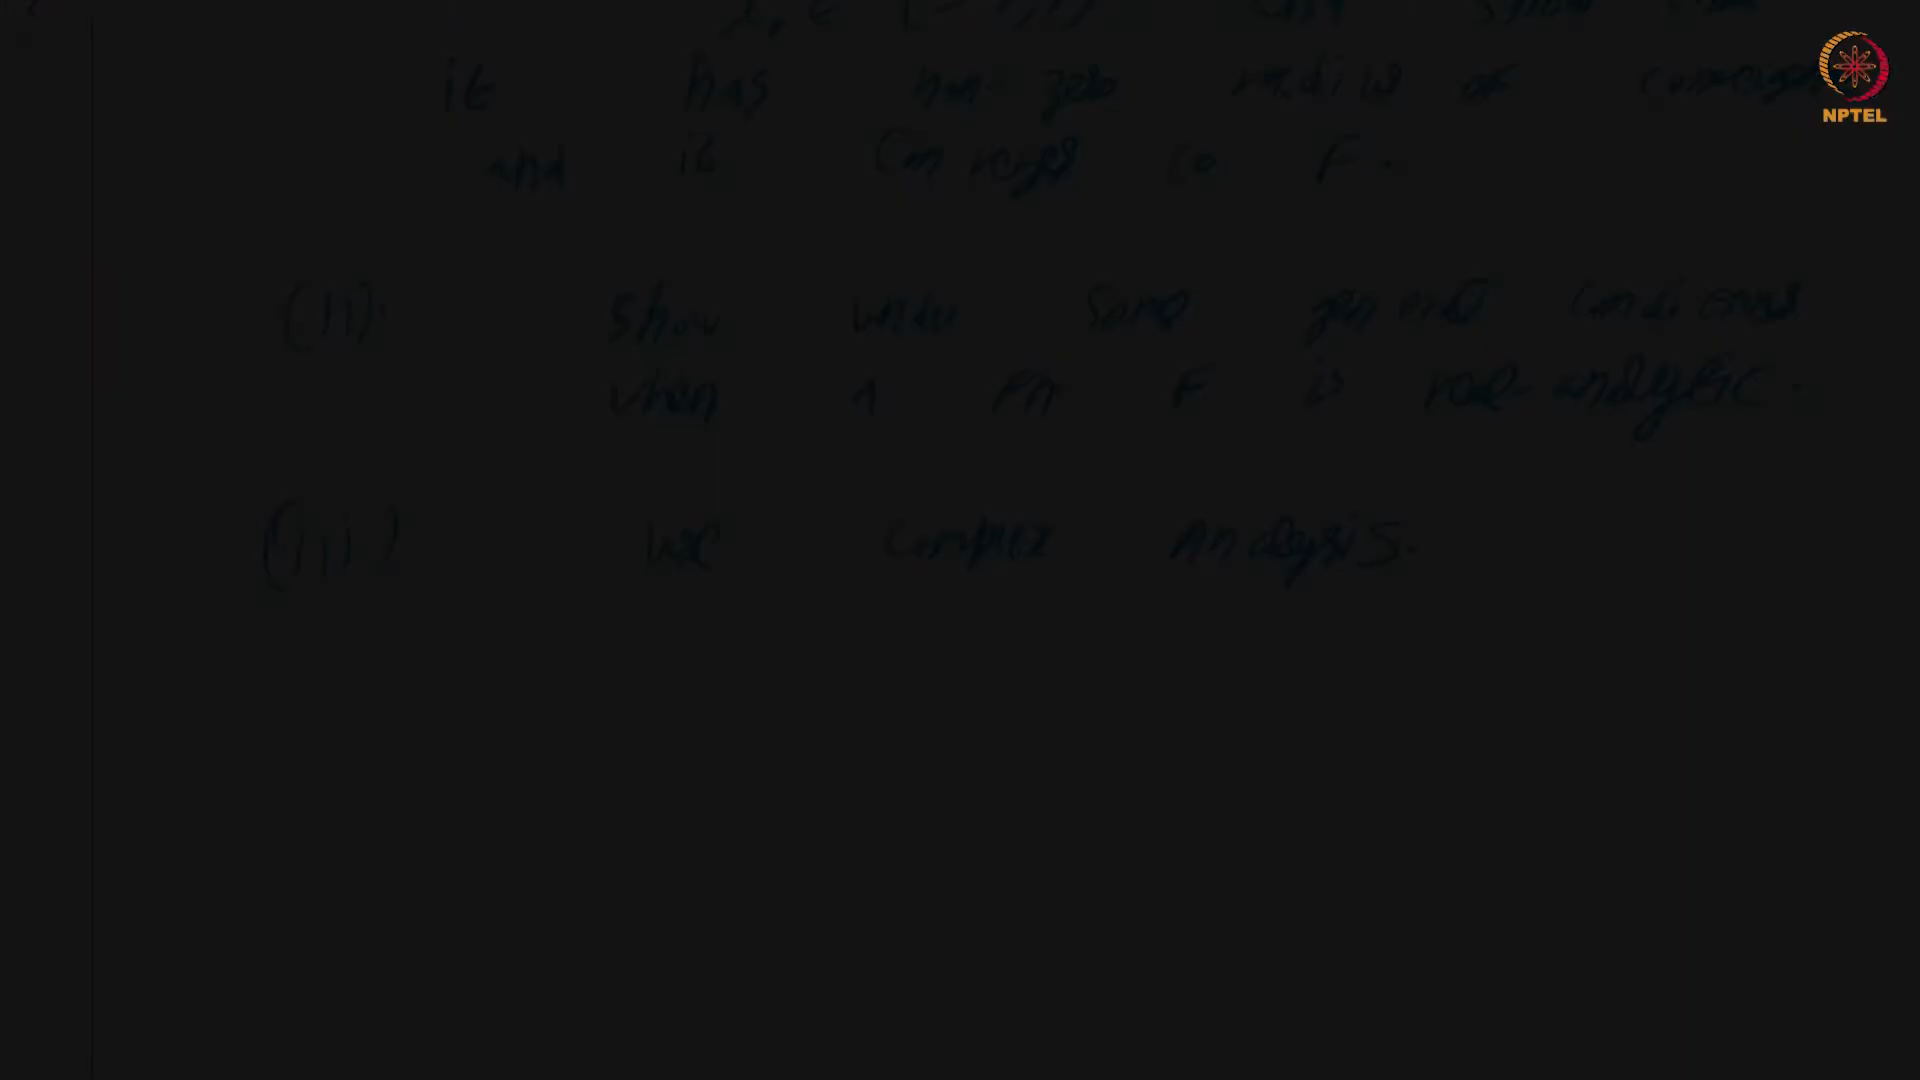 it has non-zero radius of
and it converges to F.
NPTEL
(ii). Show under some general conditions
when a Fn F is real-analytic.
(iii) Use Complex Analysis.